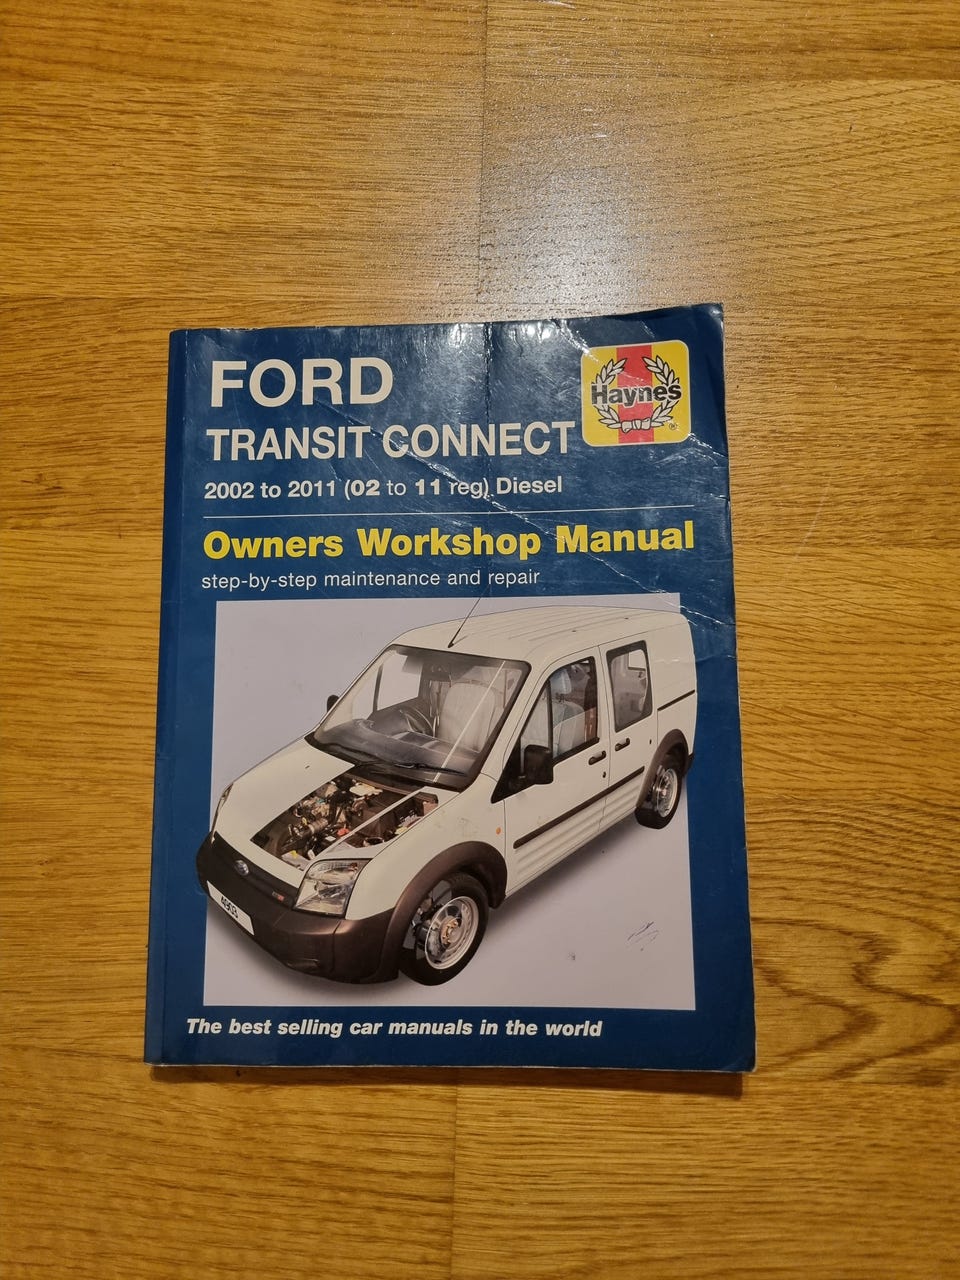 FORD
Haynes
®
TRANSIT CONNECT
2002 to 2011 (02 to 11 reg) Diesel
Owners Workshop Manual
step-by-step maintenance and repair
The best selling car manuals in the world